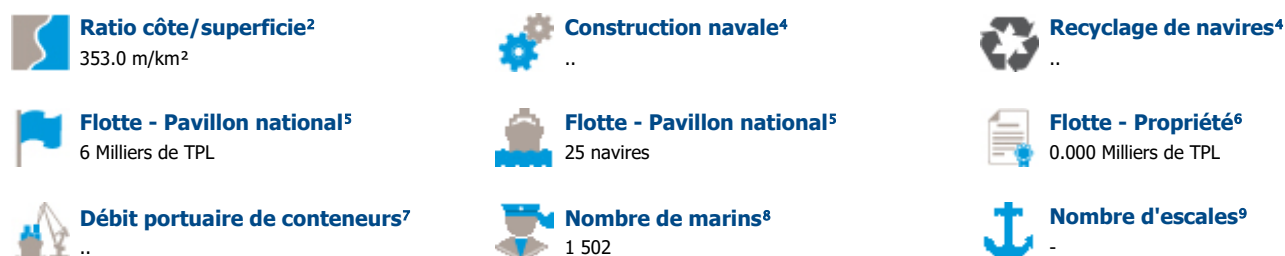 Ratio côte/superficie²
353.0 m/km²
Construction navale⁴
..
Recyclage de navires⁴
..
Flotte - Pavillon national⁵
6 Milliers de TPL
Flotte - Pavillon national⁵
25 navires
Flotte - Propriété⁶
0.000 Milliers de TPL
Débit portuaire de conteneurs⁷
..
Nombre de marins⁸
1 502
Nombre d'escales⁹
-